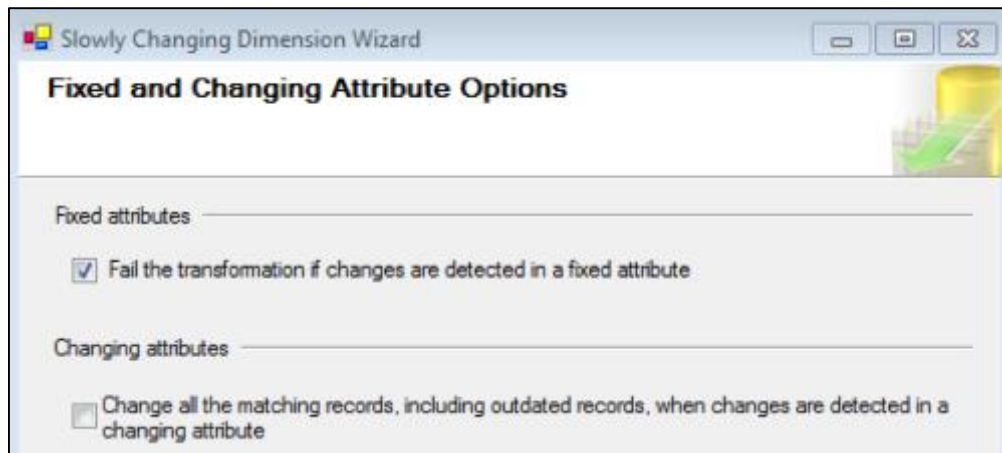 Slowly Changing Dimension Wizard
Fixed and Changing Attribute Options
Fixed attributes
Fail the transformation if changes are detected in a fixed attribute
Changing attributes
Change all the matching records, including outdated records, when changes are detected in a
changing attribute